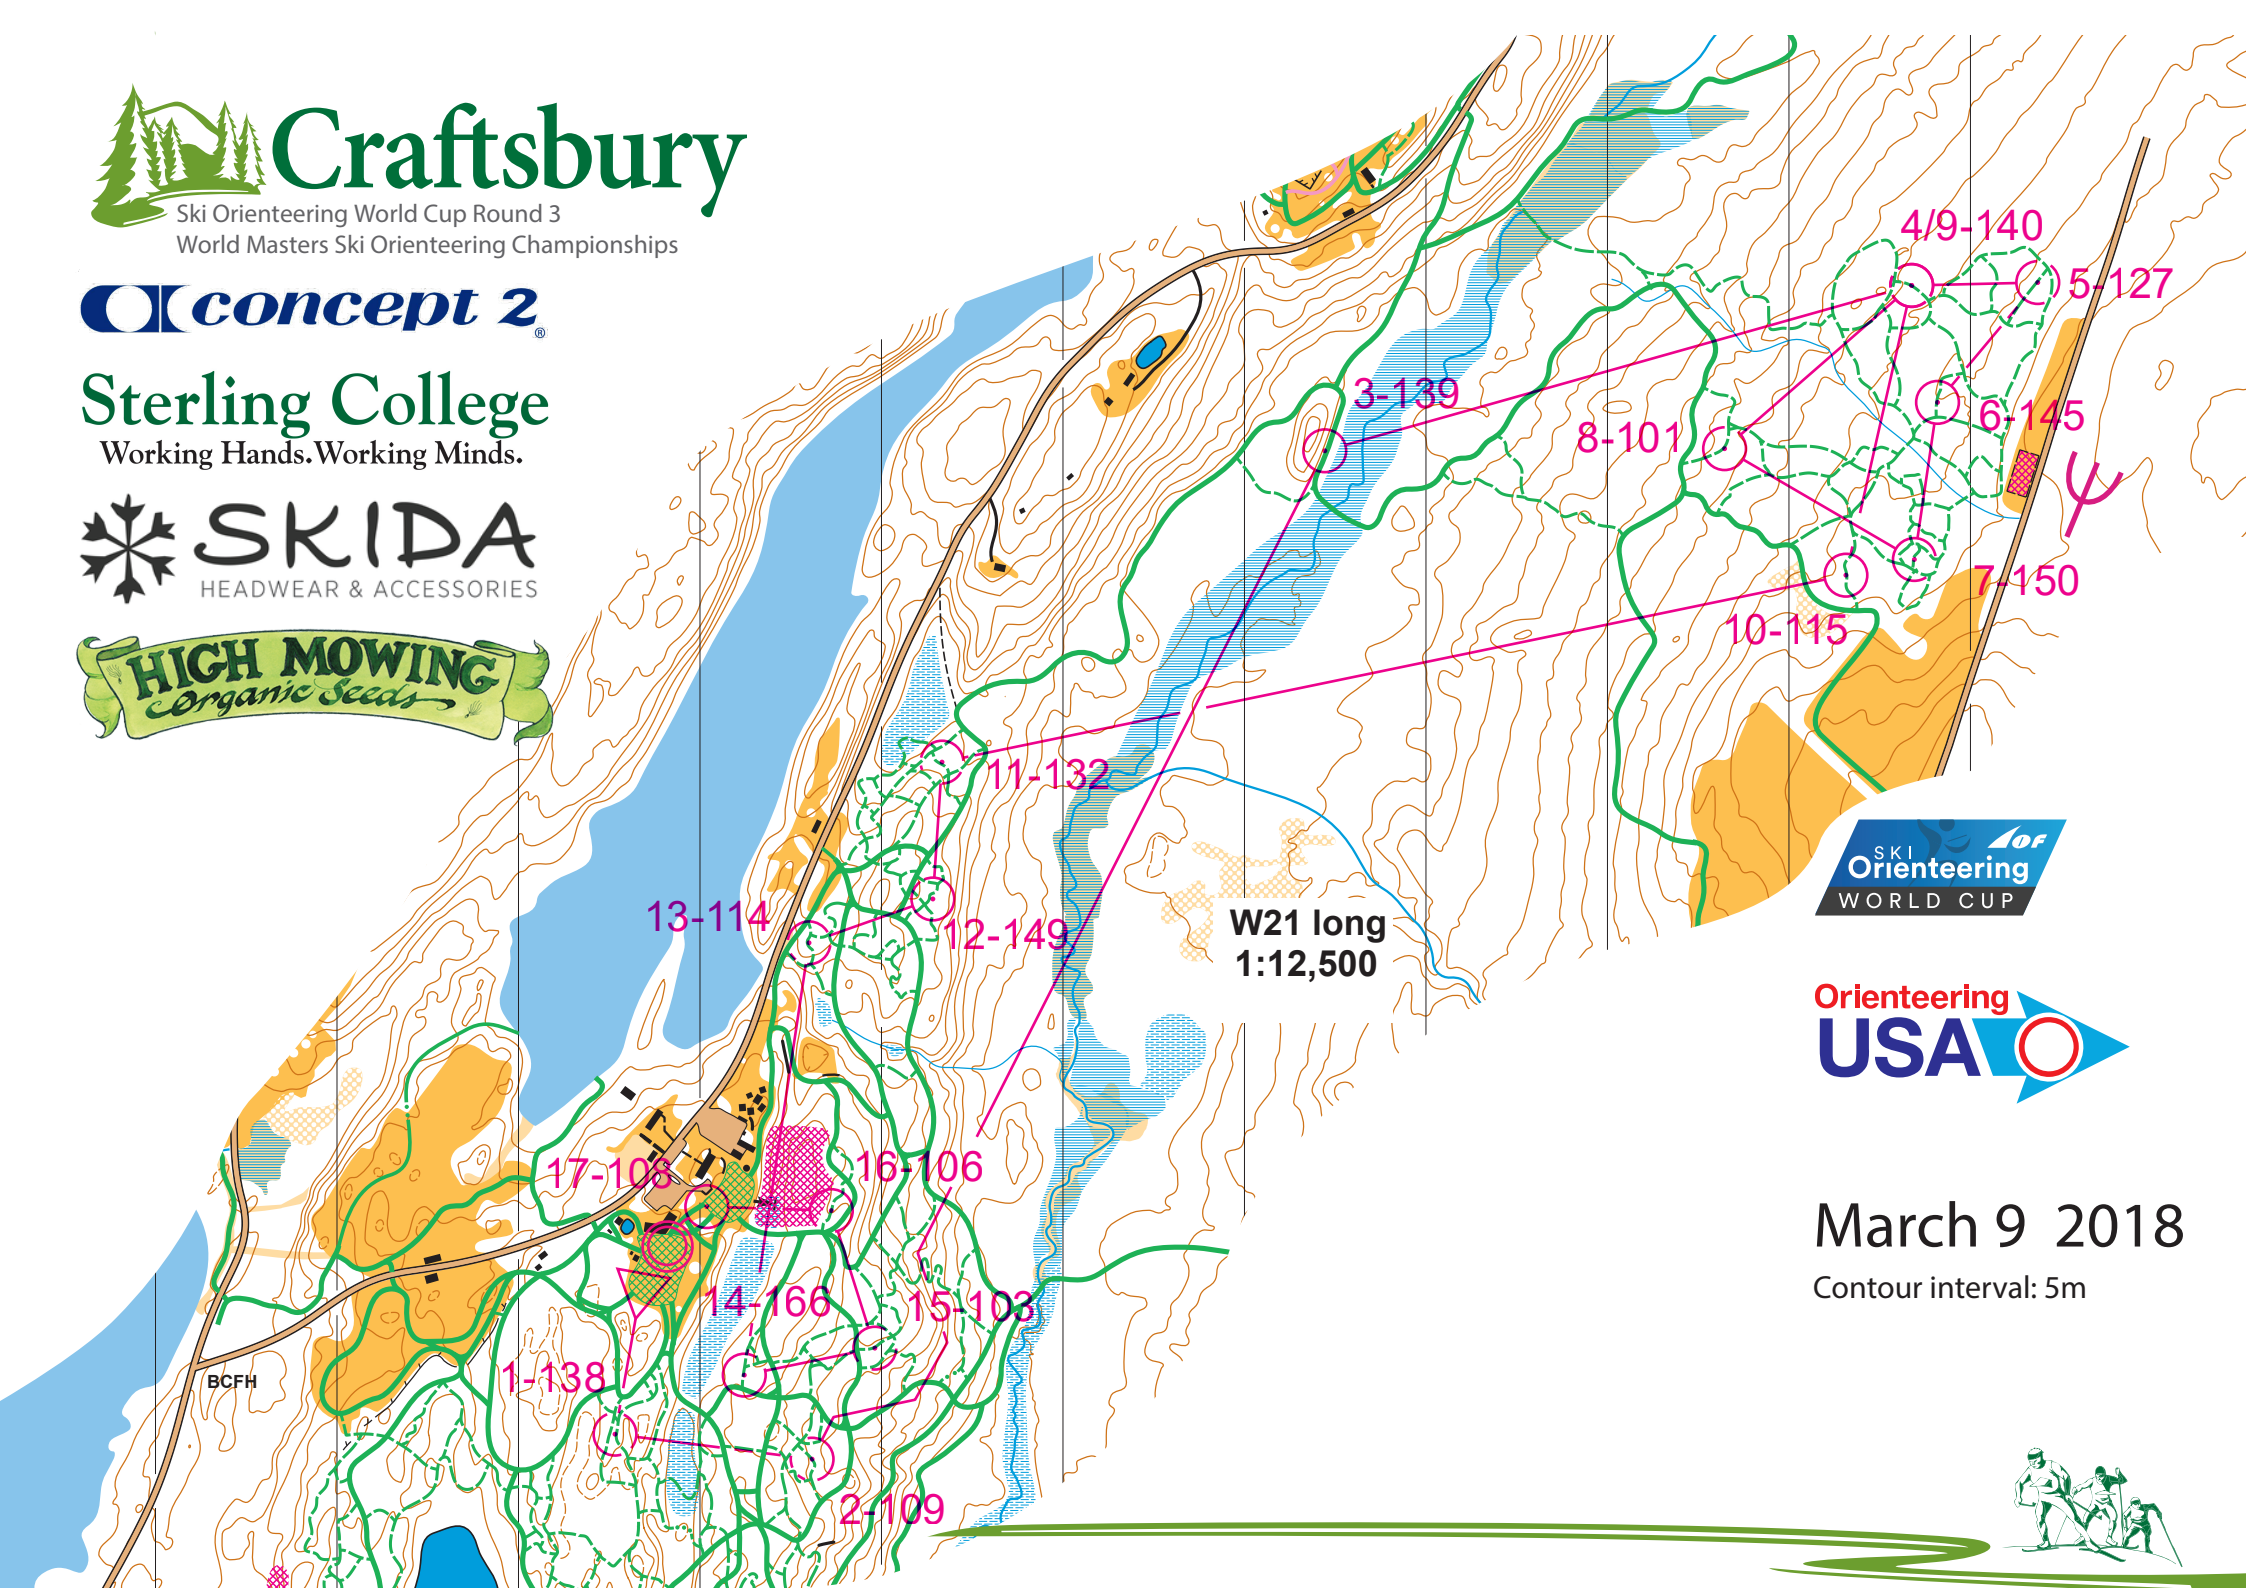 Craftsbury
Ski Orienteering World Cup Round 3
World Masters Ski Orienteering Championships
concept 2®
Sterling College
Working Hands. Working Minds.
SKIDA
HEADWEAR & ACCESSORIES
HIGH MOWING
Organic Seeds
4/9-140
5-127
3-139
6-145
8-101
7-150
10-115
11-132
13-114
12-149
W21 long
1:12,500
SKI
Orienteering
IOF
WORLD CUP
Orienteering
USA
17-108
16-106
14-166
15-103
1-138
2-109
BCFH
March 9 2018
Contour interval: 5m